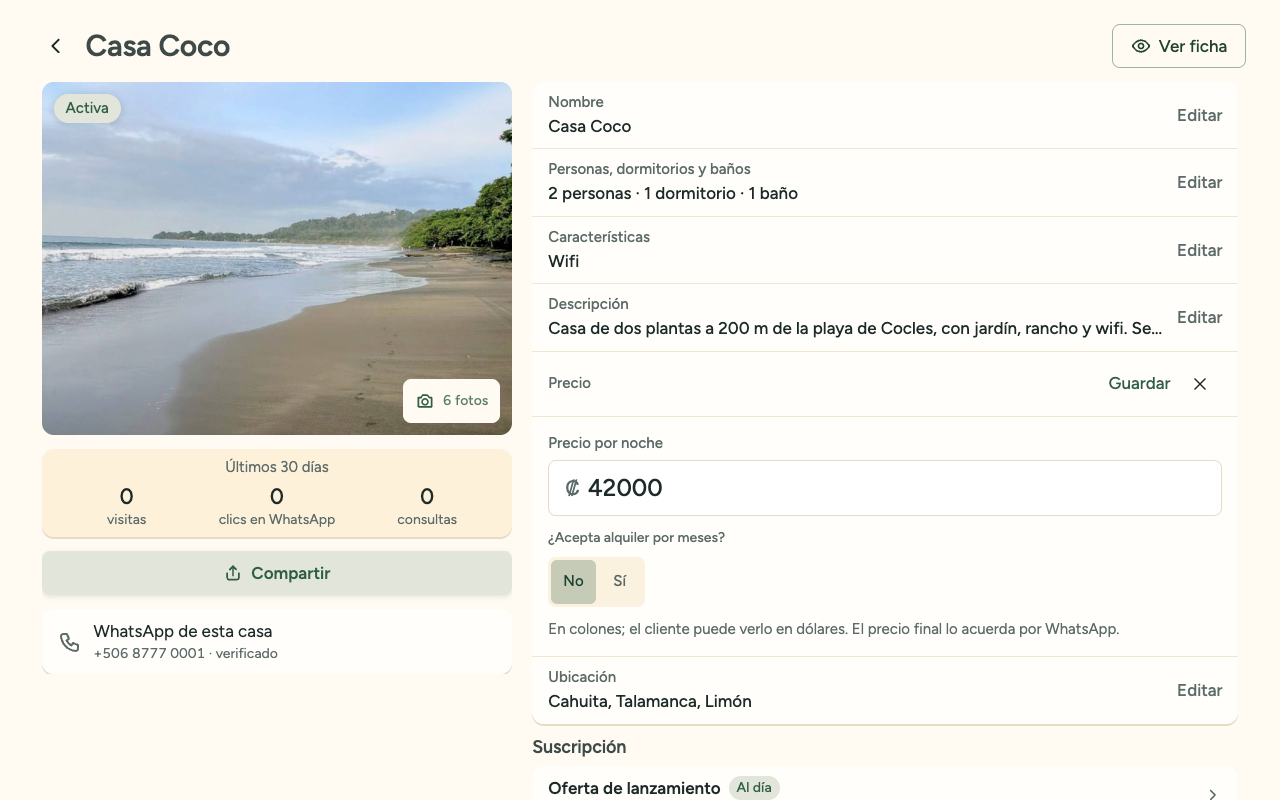 Casa Coco
Ver ficha
Activa
6 fotos
Últimos 30 días
0 0 0
visitas clics en WhatsApp consultas
Compartir
WhatsApp de esta casa
+506 8777 0001 · verificado
Nombre
Casa Coco
Editar
Personas, dormitorios y baños
2 personas · 1 dormitorio · 1 baño
Editar
Características
Wifi
Editar
Descripción
Casa de dos plantas a 200 m de la playa de Cocles, con jardín, rancho y wifi. Se…
Editar
Precio
Guardar
Precio por noche
₡ 42000
¿Acepta alquiler por meses?
No Sí
En colones; el cliente puede verlo en dólares. El precio final lo acuerda por WhatsApp.
Ubicación
Cahuita, Talamanca, Limón
Editar
Suscripción
Oferta de lanzamiento Al día